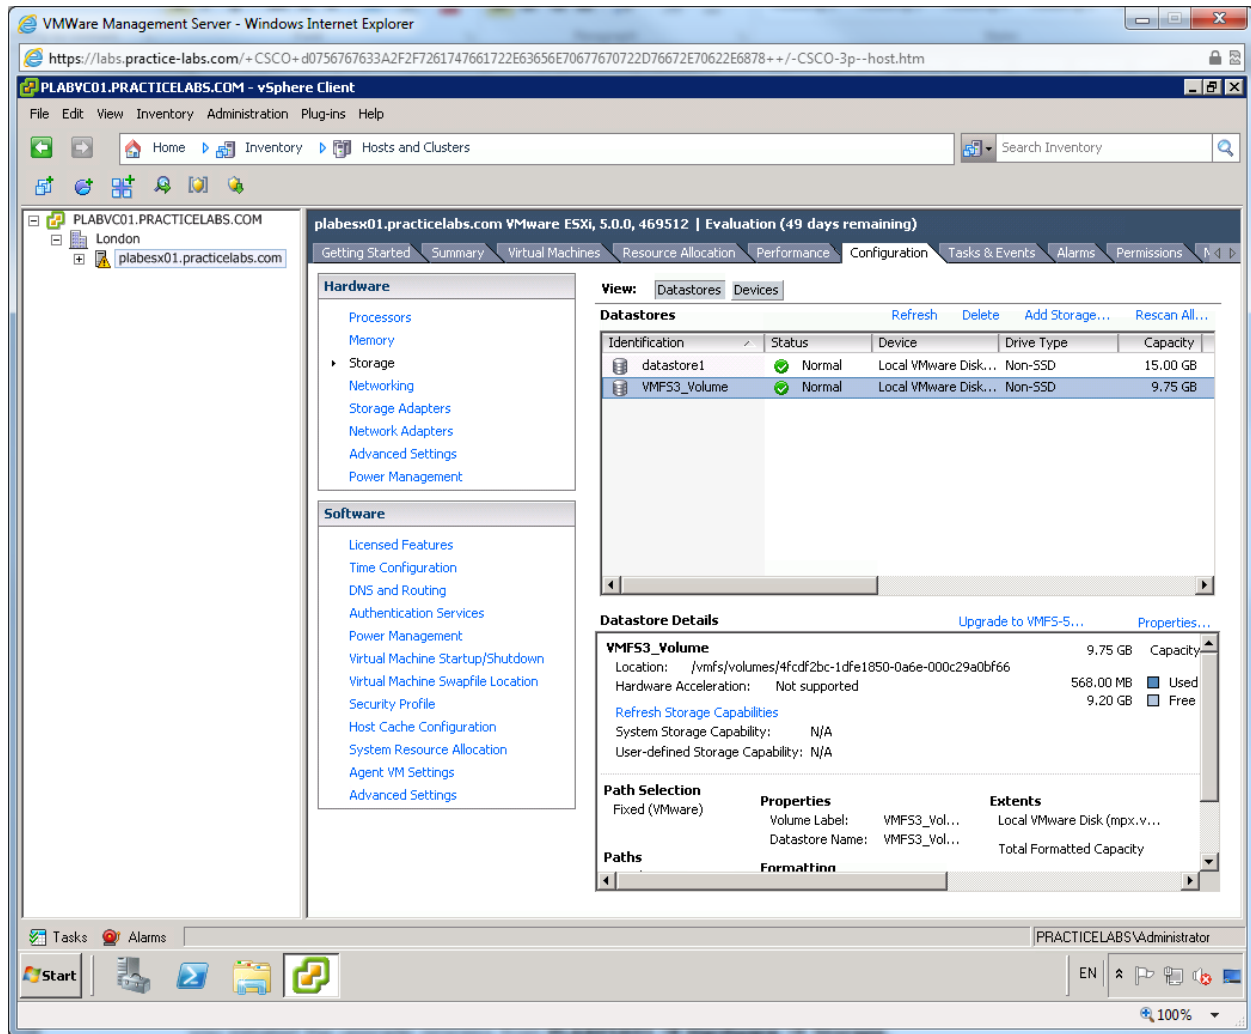 VMWare Management Server - Windows Internet Explorer
https://labs.practice-labs.com/+CSCO+d0756767633A2F2F7261747661722E63656E70677670722D76672E70622E6878++/-CSCO-3p--host.htm
PLABVC01.PRACTICELABS.COM - vSphere Client
File Edit View Inventory Administration Plug-ins Help
Home Inventory Hosts and Clusters
Search Inventory
PLABVC01.PRACTICELABS.COM
London
plabesx01.practicelabs.com
plabesx01.practicelabs.com VMware ESXi, 5.0.0, 469512 | Evaluation (49 days remaining)
Getting Started Summary Virtual Machines Resource Allocation Performance Configuration Tasks & Events Alarms Permissions
Hardware
Processors
Memory
Storage
Networking
Storage Adapters
Network Adapters
Advanced Settings
Power Management
Software
Licensed Features
Time Configuration
DNS and Routing
Authentication Services
Power Management
Virtual Machine Startup/Shutdown
Virtual Machine Swapfile Location
Security Profile
Host Cache Configuration
System Resource Allocation
Agent VM Settings
Advanced Settings
View: Datastores Devices
Datastores Refresh Delete Add Storage... Rescan All...
Identification Status Device Drive Type Capacity
datastore1 Normal Local VMware Disk... Non-SSD 15.00 GB
VMFS3_Volume Normal Local VMware Disk... Non-SSD 9.75 GB
Datastore Details Upgrade to VMFS-5... Properties...
VMFS3_Volume 9.75 GB Capacity
Location: /vmfs/volumes/4fcdf2bc-1dfe1850-0a6e-000c29a0bf66
Hardware Acceleration: Not supported 568.00 MB Used
9.20 GB Free
Refresh Storage Capabilities
System Storage Capability: N/A
User-defined Storage Capability: N/A
Path Selection
Fixed (VMware)
Paths
Properties
Volume Label: VMFS3_Vol...
Datastore Name: VMFS3_Vol...
Formatting
Extents
Local VMware Disk (mpx.v...
Total Formatted Capacity
Tasks Alarms PRACTICELABS\Administrator
Start EN
100%